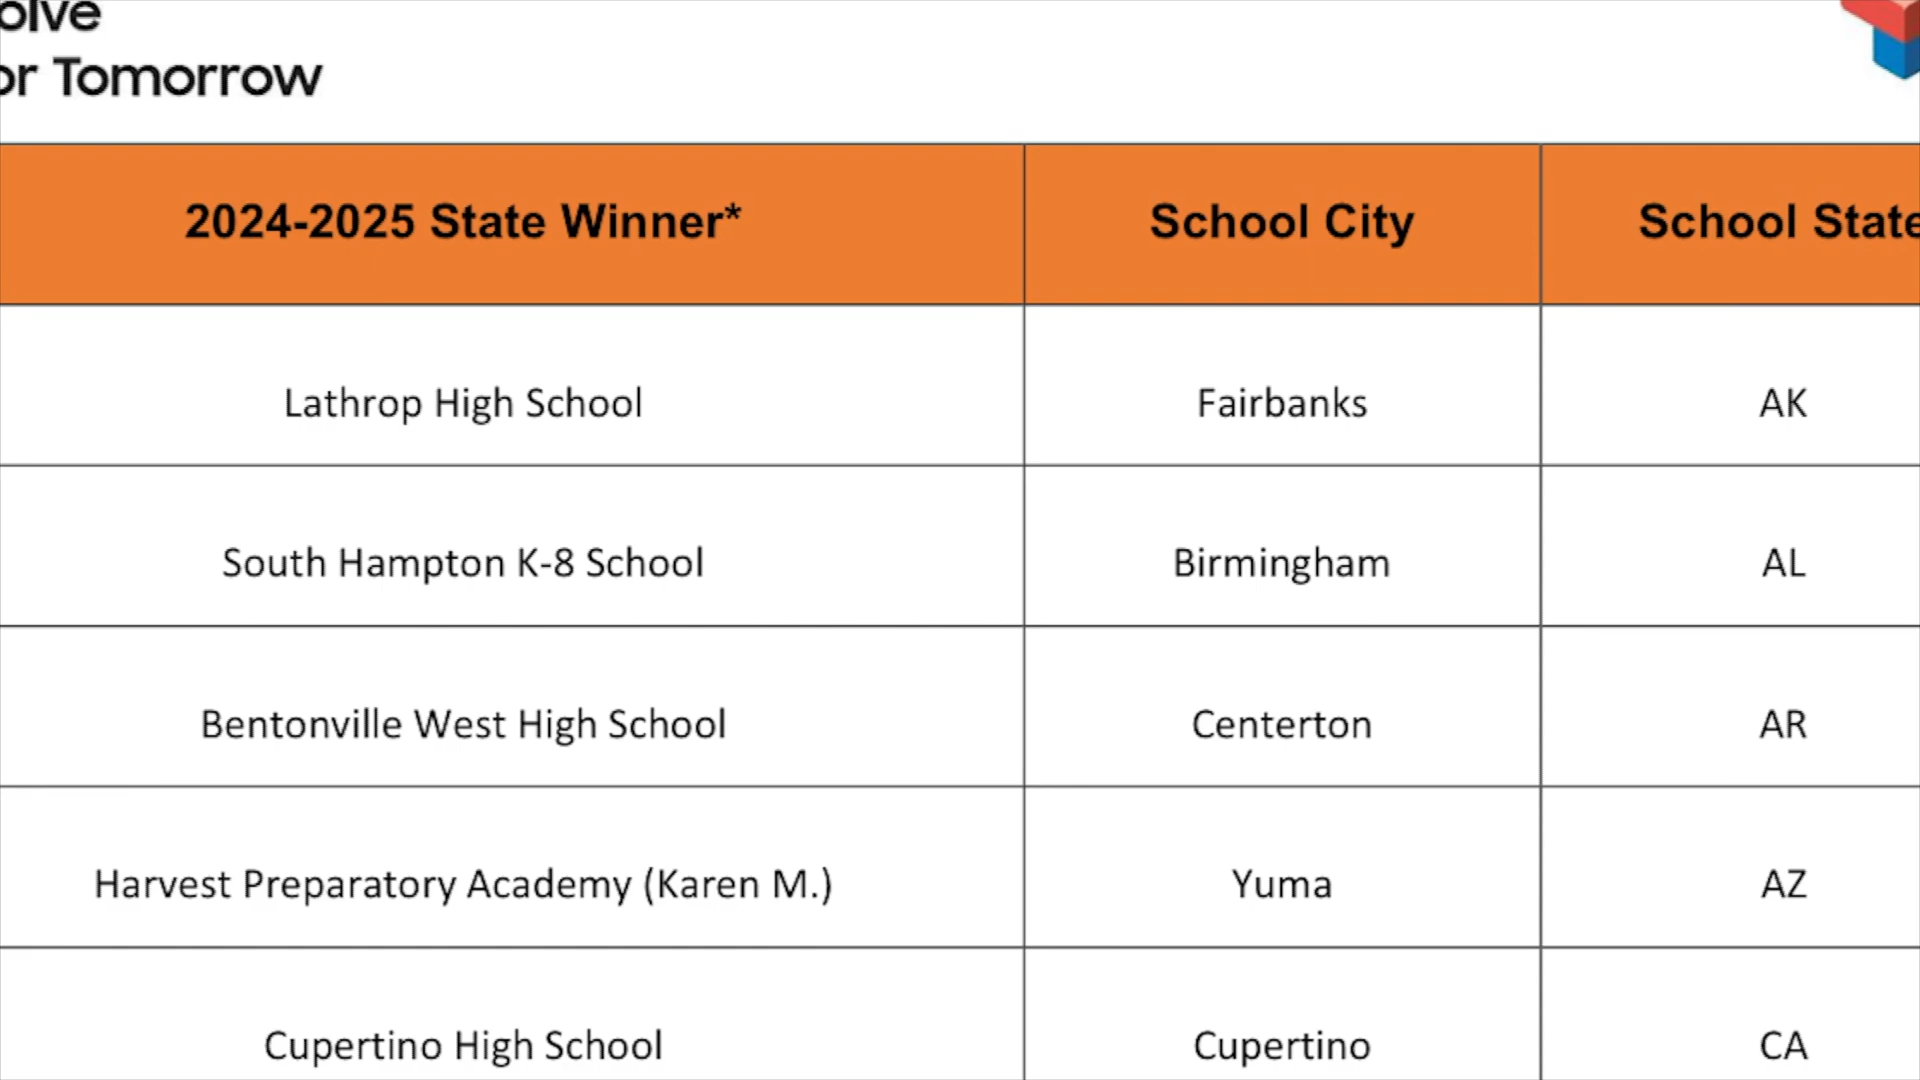 olve
or Tomorrow
2024-2025 State Winner* School City School State
Lathrop High School Fairbanks AK
South Hampton K-8 School Birmingham AL
Bentonville West High School Centerton AR
Harvest Preparatory Academy (Karen M.) Yuma AZ
Cupertino High School Cupertino CA